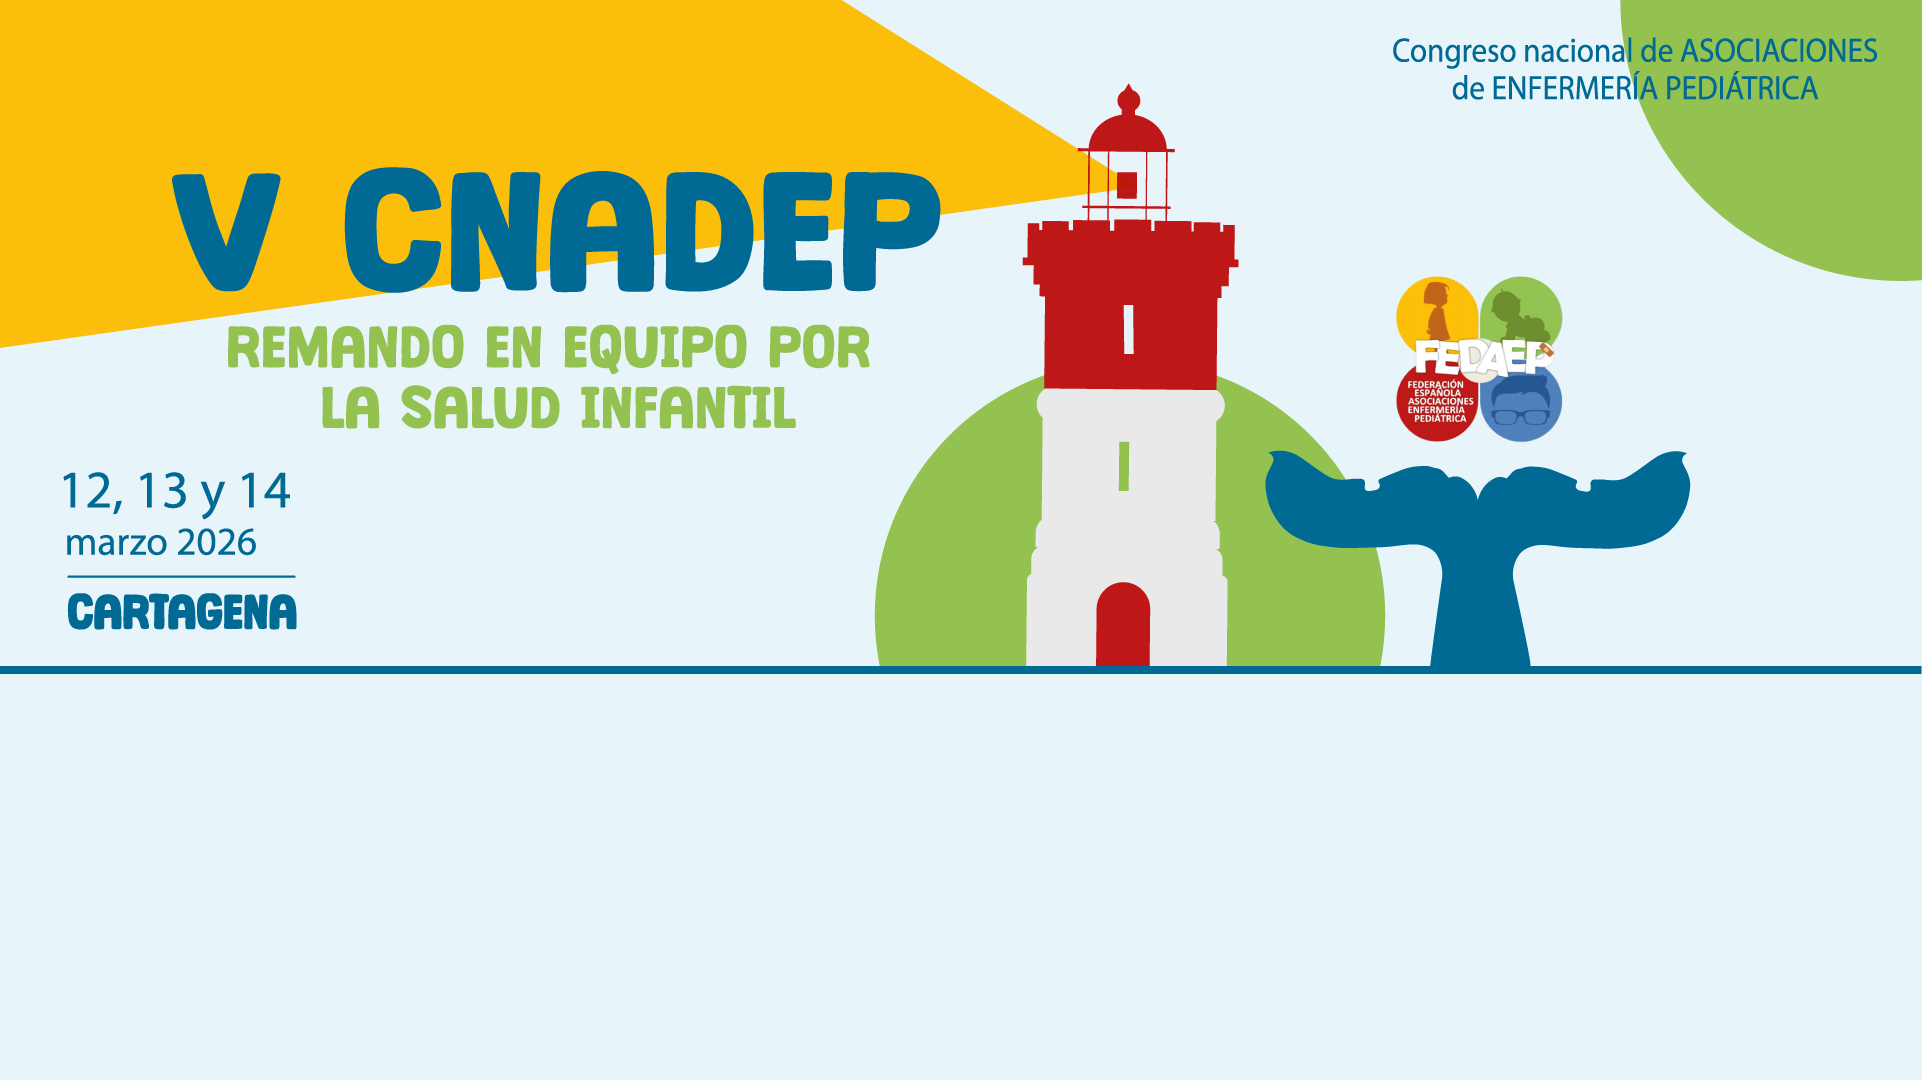 Congreso nacional de ASOCIACIONES
de ENFERMERÍA PEDIÁTRICA
V CNADEP
REMANDO EN EQUIPO POR
LA SALUD INFANTIL
12, 13 y 14
marzo 2026
CARTAGENA
FEDAEP
FEDERACIÓN
ESPAÑOLA
ASOCIACIONES
ENFERMERÍA
PEDIÁTRICA